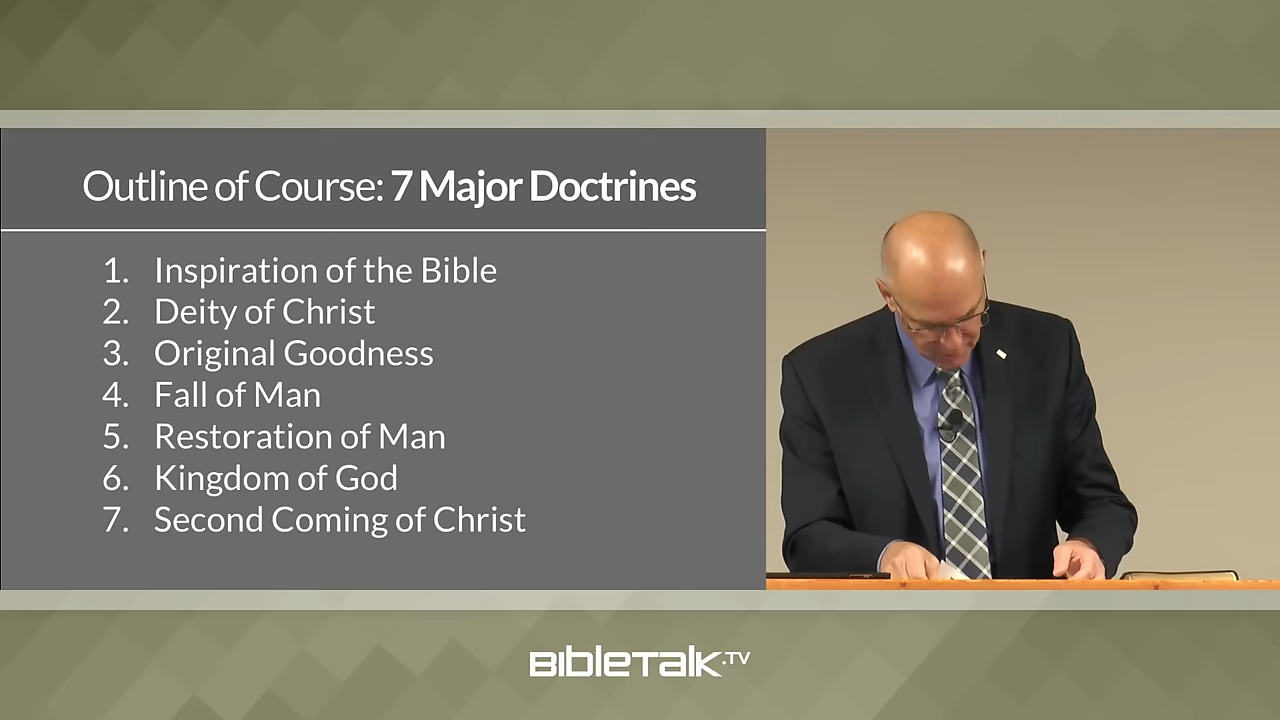 Outline of Course: 7 Major Doctrines
1. Inspiration of the Bible
2. Deity of Christ
3. Original Goodness
4. Fall of Man
5. Restoration of Man
6. Kingdom of God
7. Second Coming of Christ
BibleTalk.TV